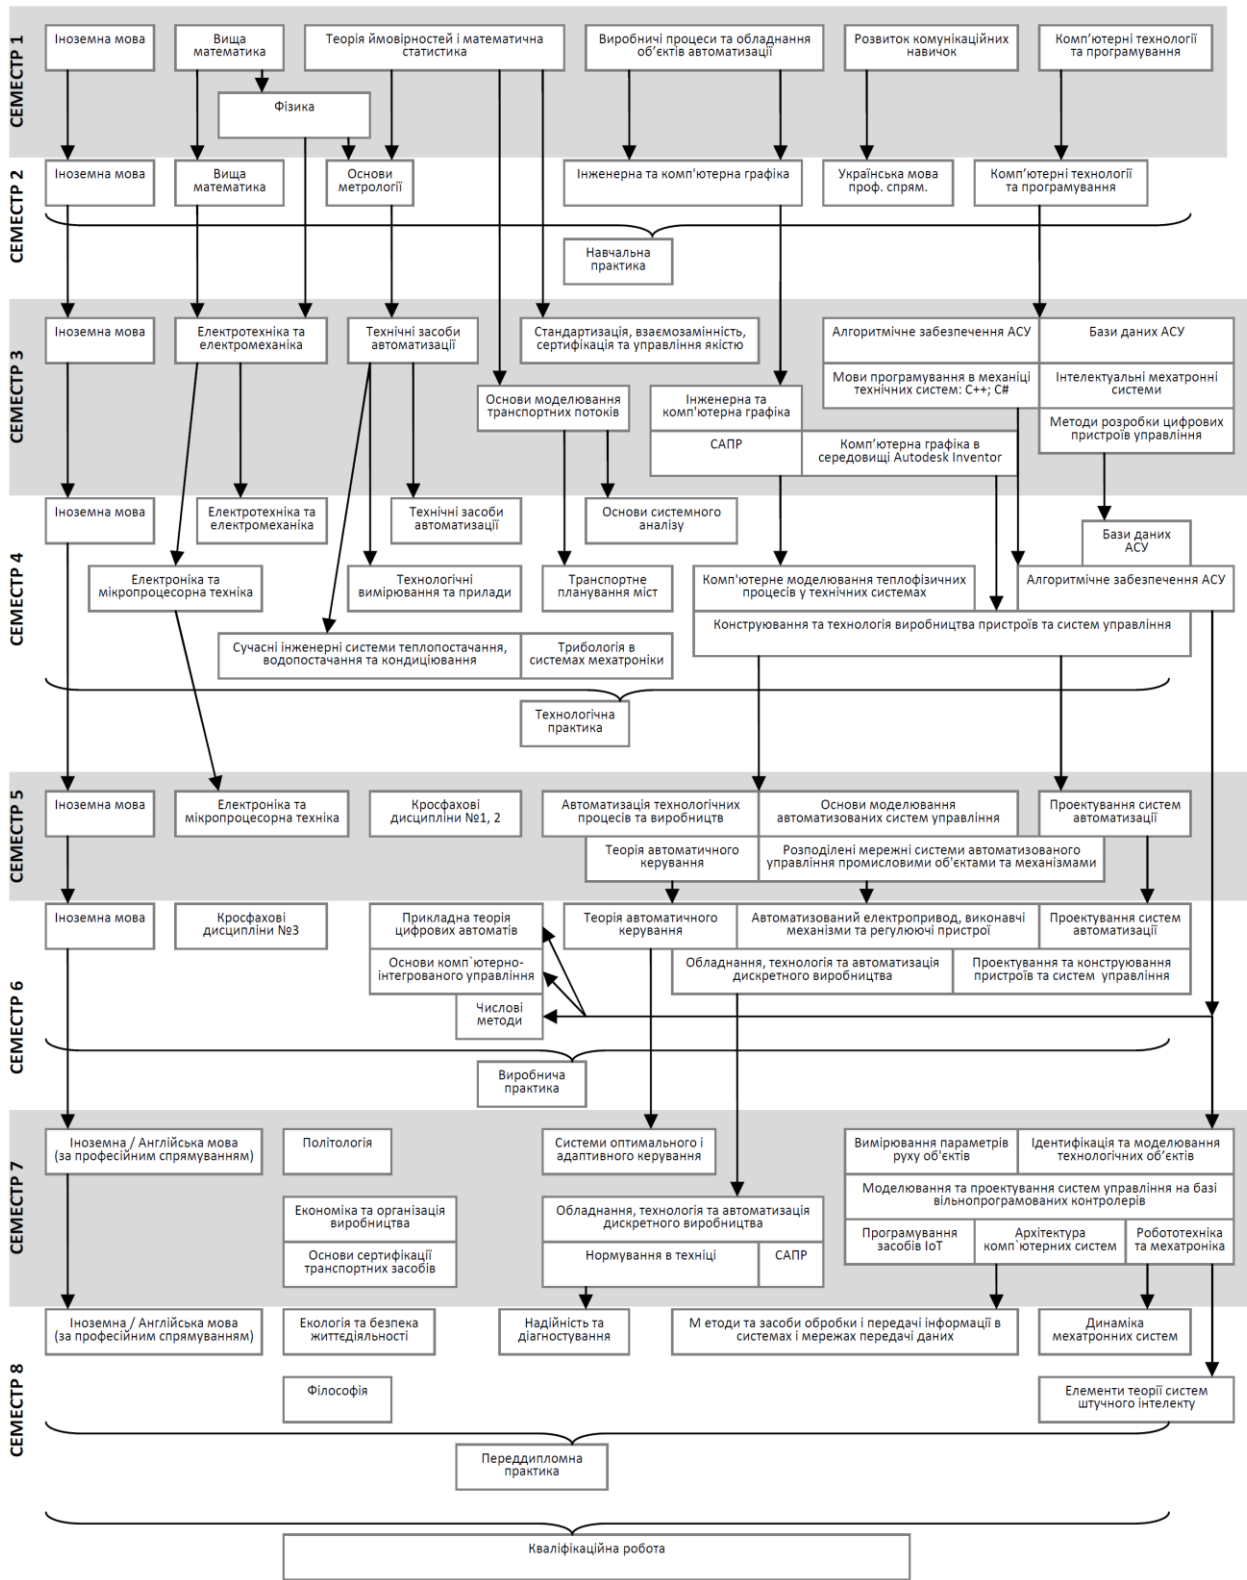 СЕМЕСТР 1
Іноземна мова
Вища
математика
Теорія ймовірностей і математична
статистика
Виробничі процеси та обладнання
об’єктів автоматизації
Розвиток комунікаційних
навичок
Комп’ютерні технології
та програмування
Фізика
СЕМЕСТР 2
Іноземна мова
Вища
математика
Основи
метрології
Інженерна та комп'ютерна графіка
Українська мова
проф. спрям.
Комп’ютерні технології
та програмування
Навчальна
практика
СЕМЕСТР 3
Іноземна мова
Електротехніка та
електромеханіка
Технічні засоби
автоматизації
Стандартизація, взаємозамінність,
сертифікація та управління якістю
Алгоритмічне забезпечення АСУ
Бази даних АСУ
Мови програмування в механіці
технічних систем: C++; C#
Інтелектуальні мехатронні
системи
Основи моделювання
транспортних потоків
Інженерна та
комп'ютерна графіка
Методи розробки цифрових
пристроїв управління
САПР
Комп’ютерна графіка в
середовищі Autodesk Inventor
СЕМЕСТР 4
Іноземна мова
Електротехніка та
електромеханіка
Технічні засоби
автоматизації
Основи системного
аналізу
Бази даних
АСУ
Електроніка та
мікропроцесорна техніка
Технологічні
вимірювання та прилади
Транспортне
планування міст
Комп'ютерне моделювання теплофізичних
процесів у технічних системах
Алгоритмічне забезпечення АСУ
Конструювання та технологія виробництва пристроїв та систем управління
Сучасні інженерні системи теплопостачання,
водопостачання та кондиціювання
Трибологія в
системах мехатроніки
Технологічна
практика
СЕМЕСТР 5
Іноземна мова
Електроніка та
мікропроцесорна техніка
Кросфахові
дисципліни №1, 2
Автоматизація технологічних
процесів та виробництв
Основи моделювання
автоматизованих систем управління
Проектування систем
автоматизації
Теорія автоматичного
керування
Розподілені мережні системи автоматизованого
управління промисловими об'єктами та механізмами
СЕМЕСТР 6
Іноземна мова
Кросфахові
дисципліни №3
Прикладна теорія
цифрових автоматів
Теорія автоматичного
керування
Автоматизований електропривод, виконавчі
механізми та регулюючі пристрої
Проектування систем
автоматизації
Основи комп`ютерно-
інтегрованого управління
Обладнання, технологія та автоматизація
дискретного виробництва
Проектування та конструювання
пристроїв та систем управління
Числові
методи
Виробнича
практика
СЕМЕСТР 7
Іноземна / Англійська мова
(за професійним спрямуванням)
Політологія
Системи оптимального і
адаптивного керування
Вимірювання параметрів
руху об'єктів
Ідентифікація та моделювання
технологічних об’єктів
Моделювання та проектування систем управління на базі
вільнопрограмованих контролерів
Економіка та організація
виробництва
Обладнання, технологія та автоматизація
дискретного виробництва
Програмування
засобів IoT
Архітектура
комп`ютерних систем
Робототехніка
та мехатроніка
Основи сертифікації
транспортних засобів
Нормування в техніці
САПР
СЕМЕСТР 8
Іноземна / Англійська мова
(за професійним спрямуванням)
Екологія та безпека
життєдіяльності
Надійність та
діагностування
М етоди та засоби обробки і передачі інформації в
системах і мережах передачі даних
Динаміка
мехатронних систем
Філософія
Елементи теорії систем
штучного інтелекту
Переддипломна
практика
Кваліфікаційна робота